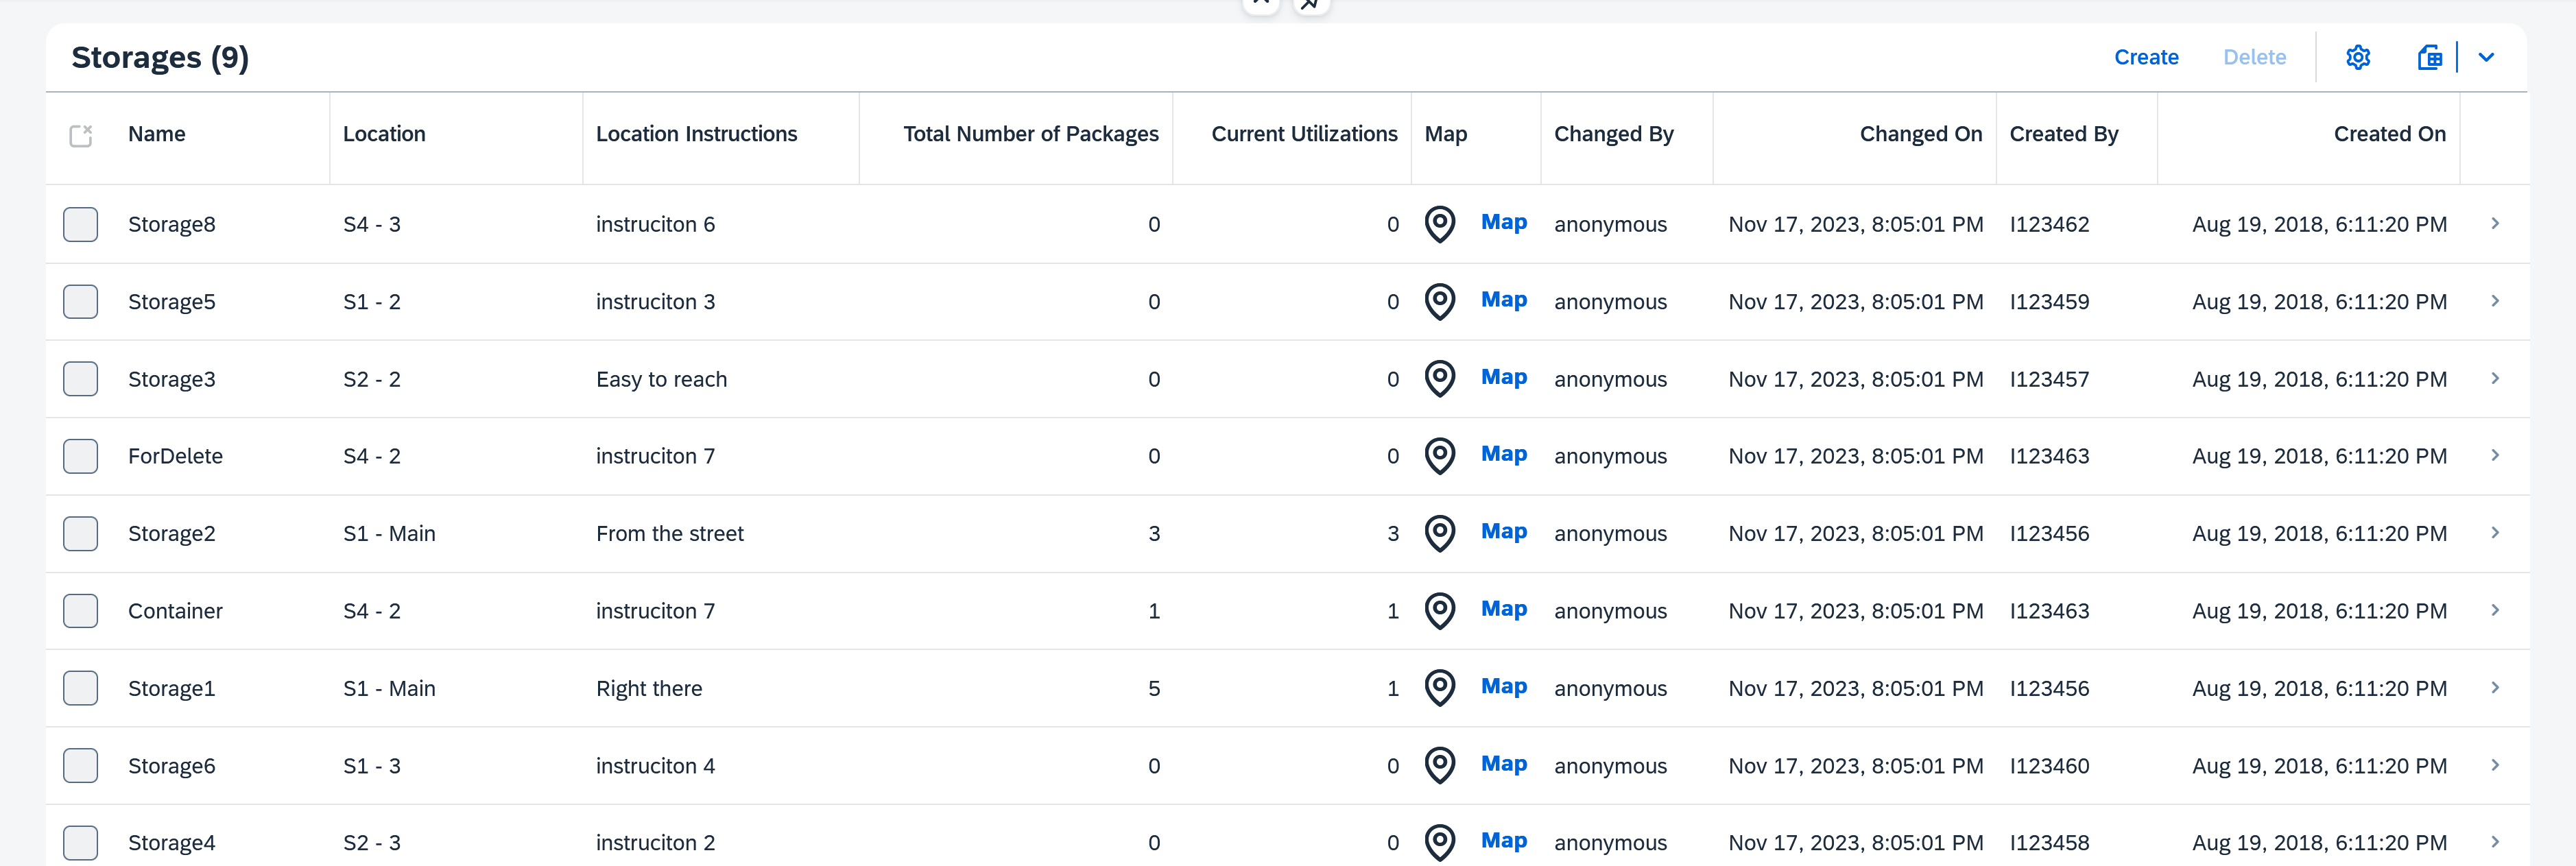 Storages (9) Create Delete
Name Location Location Instructions Total Number of Packages Current Utilizations Map Changed By Changed On Created By Created On
Storage8 S4 - 3 instruciton 6 0 0 Map anonymous Nov 17, 2023, 8:05:01 PM I123462 Aug 19, 2018, 6:11:20 PM
Storage5 S1 - 2 instruciton 3 0 0 Map anonymous Nov 17, 2023, 8:05:01 PM I123459 Aug 19, 2018, 6:11:20 PM
Storage3 S2 - 2 Easy to reach 0 0 Map anonymous Nov 17, 2023, 8:05:01 PM I123457 Aug 19, 2018, 6:11:20 PM
ForDelete S4 - 2 instruciton 7 0 0 Map anonymous Nov 17, 2023, 8:05:01 PM I123463 Aug 19, 2018, 6:11:20 PM
Storage2 S1 - Main From the street 3 3 Map anonymous Nov 17, 2023, 8:05:01 PM I123456 Aug 19, 2018, 6:11:20 PM
Container S4 - 2 instruciton 7 1 1 Map anonymous Nov 17, 2023, 8:05:01 PM I123463 Aug 19, 2018, 6:11:20 PM
Storage1 S1 - Main Right there 5 1 Map anonymous Nov 17, 2023, 8:05:01 PM I123456 Aug 19, 2018, 6:11:20 PM
Storage6 S1 - 3 instruciton 4 0 0 Map anonymous Nov 17, 2023, 8:05:01 PM I123460 Aug 19, 2018, 6:11:20 PM
Storage4 S2 - 3 instruciton 2 0 0 Map anonymous Nov 17, 2023, 8:05:01 PM I123458 Aug 19, 2018, 6:11:20 PM